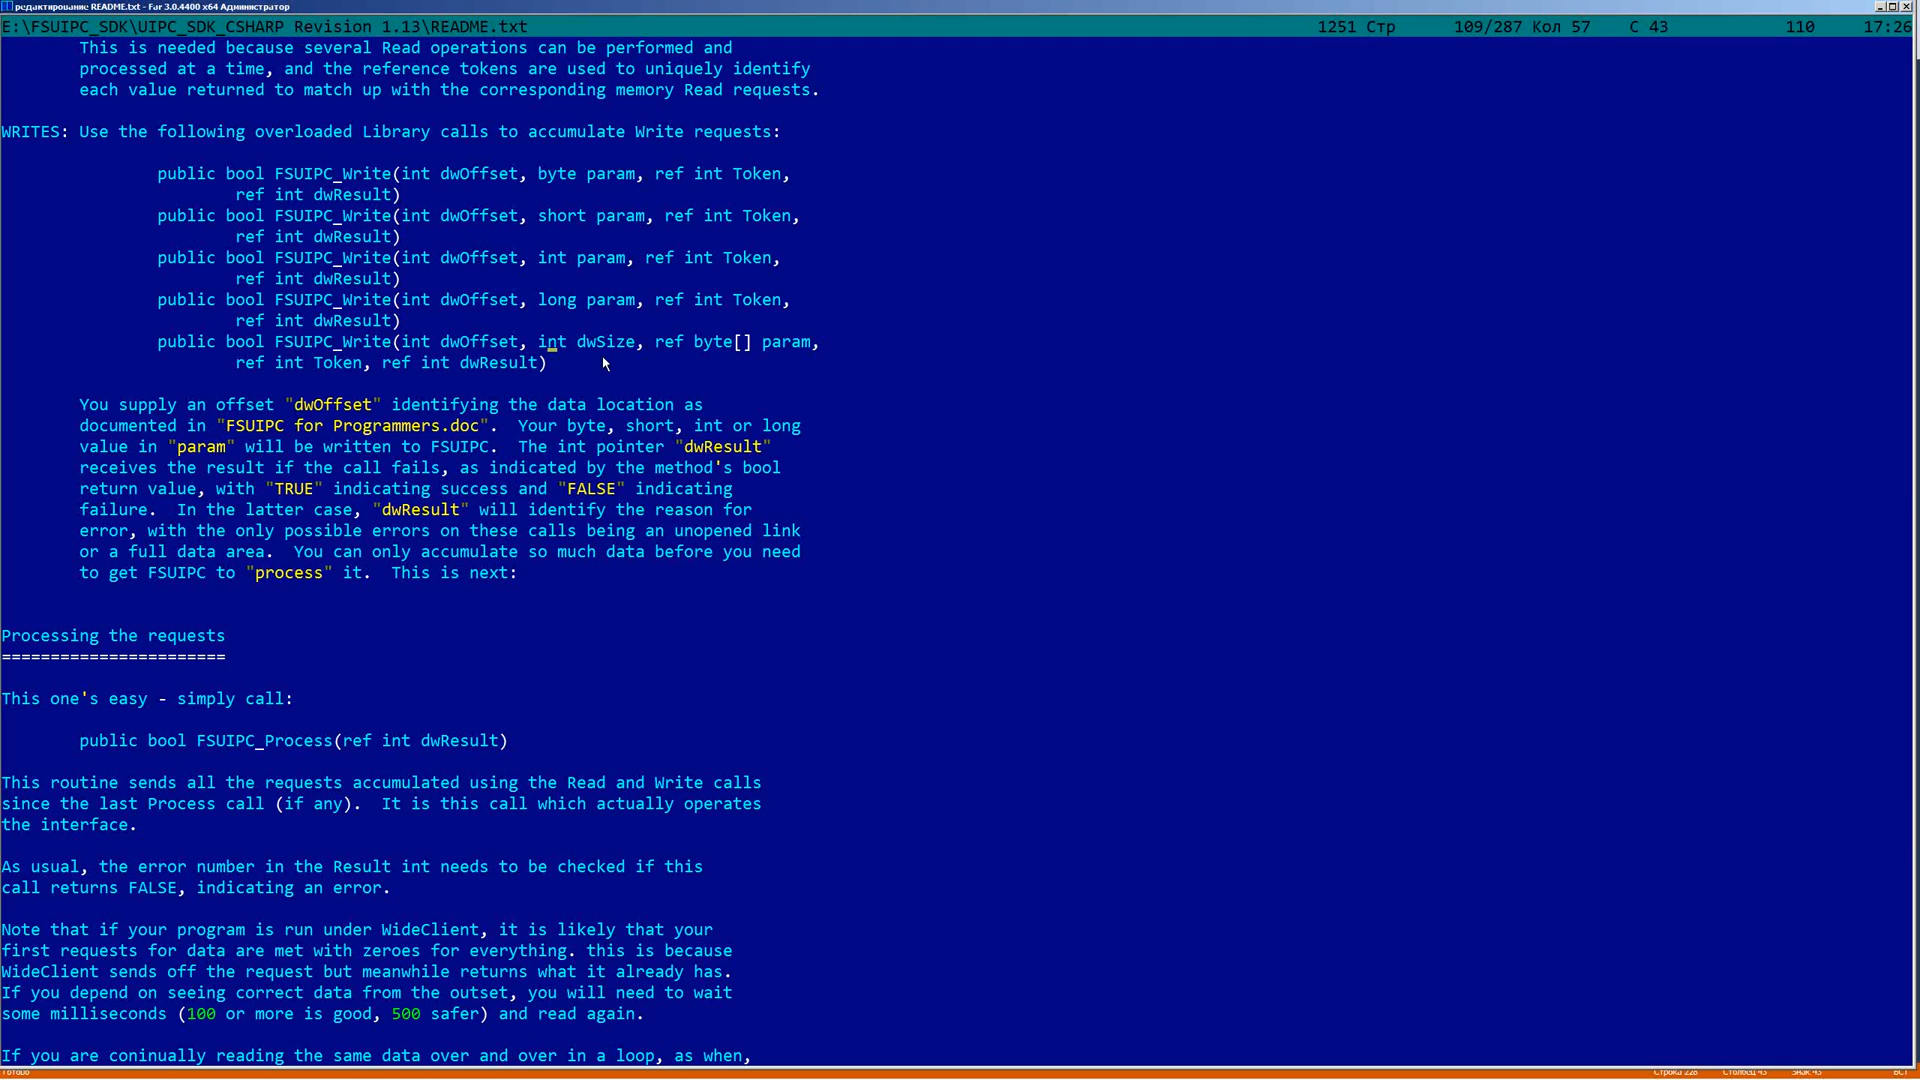 редактирование README.txt - Far 3.0.4400 x64 Администратор
E:\FSUIPC_SDK\UIPC_SDK_CSHARP Revision 1.13\README.txt 1251 Стр 109/287 Кол 57 С 43 110 17:26
This is needed because several Read operations can be performed and
processed at a time, and the reference tokens are used to uniquely identify
each value returned to match up with the corresponding memory Read requests.
WRITES: Use the following overloaded Library calls to accumulate Write requests:
public bool FSUIPC_Write(int dwOffset, byte param, ref int Token,
ref int dwResult)
public bool FSUIPC_Write(int dwOffset, short param, ref int Token,
ref int dwResult)
public bool FSUIPC_Write(int dwOffset, int param, ref int Token,
ref int dwResult)
public bool FSUIPC_Write(int dwOffset, long param, ref int Token,
ref int dwResult)
public bool FSUIPC_Write(int dwOffset, int dwSize, ref byte[] param,
ref int Token, ref int dwResult)
You supply an offset "dwOffset" identifying the data location as
documented in "FSUIPC for Programmers.doc".  Your byte, short, int or long
value in "param" will be written to FSUIPC.  The int pointer "dwResult"
receives the result if the call fails, as indicated by the method's bool
return value, with "TRUE" indicating success and "FALSE" indicating
failure.  In the latter case, "dwResult" will identify the reason for
error, with the only possible errors on these calls being an unopened link
or a full data area.  You can only accumulate so much data before you need
to get FSUIPC to "process" it.  This is next:
Processing the requests
=======================
This one's easy - simply call:
public bool FSUIPC_Process(ref int dwResult)
This routine sends all the requests accumulated using the Read and Write calls
since the last Process call (if any).  It is this call which actually operates
the interface.
As usual, the error number in the Result int needs to be checked if this
call returns FALSE, indicating an error.
Note that if your program is run under WideClient, it is likely that your
first requests for data are met with zeroes for everything. this is because
WideClient sends off the request but meanwhile returns what it already has.
If you depend on seeing correct data from the outset, you will need to wait
some milliseconds (100 or more is good, 500 safer) and read again.
If you are coninually reading the same data over and over in a loop, as when,
Готово Строка 228 Столбец 43 Знак 43 ВСТ